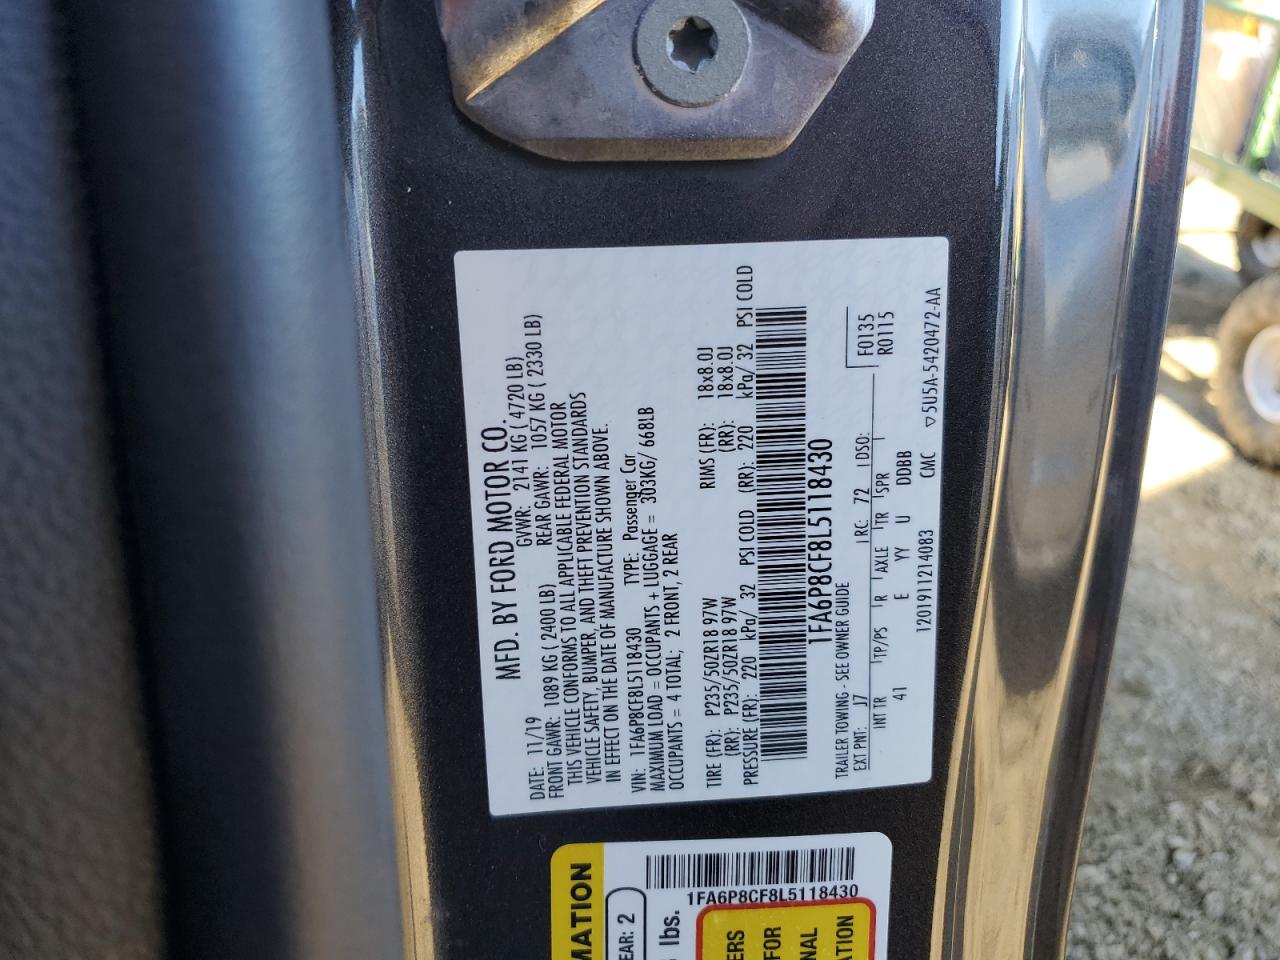 MFD. BY FORD MOTOR CO.
DATE: 11/19 GVWR: 2141 KG ( 4720 LB)
FRONT GAWR: 1089 KG ( 2400 LB) REAR GAWR: 1057 KG ( 2330 LB)
THIS VEHICLE CONFORMS TO ALL APPLICABLE FEDERAL MOTOR
VEHICLE SAFETY, BUMPER, AND THEFT PREVENTION STANDARDS
IN EFFECT ON THE DATE OF MANUFACTURE SHOWN ABOVE.
VIN: 1FA6P8CF8L5118430 TYPE: Passenger Car
MAXIMUM LOAD = OCCUPANTS + LUGGAGE = 303KG/ 668LB
OCCUPANTS = 4 TOTAL; 2 FRONT, 2 REAR
TIRE (FR): P235/50ZR18 97W RIMS (FR): 18x8.0J
(RR): P235/50ZR18 97W (RR): 18x8.0J
PRESSURE(FR): 220 kPa/ 32 PSI COLD (RR): 220 kPa/ 32 PSI COLD
1FA6P8CF8L5118430
TRAILER TOWING - SEE OWNER GUIDE
F0135
EXT PNT: J7 RC: 72 DSO: R0115
INT TR TP/PS R AXLE TR SPR
41 E YY U DDBB
1201911214083 CMC ▽5U5A-5420472-AA
MATION
EAR: 2
lbs.
1FA6P8CF8L5118430
ERS
FOR
NAL
ATION